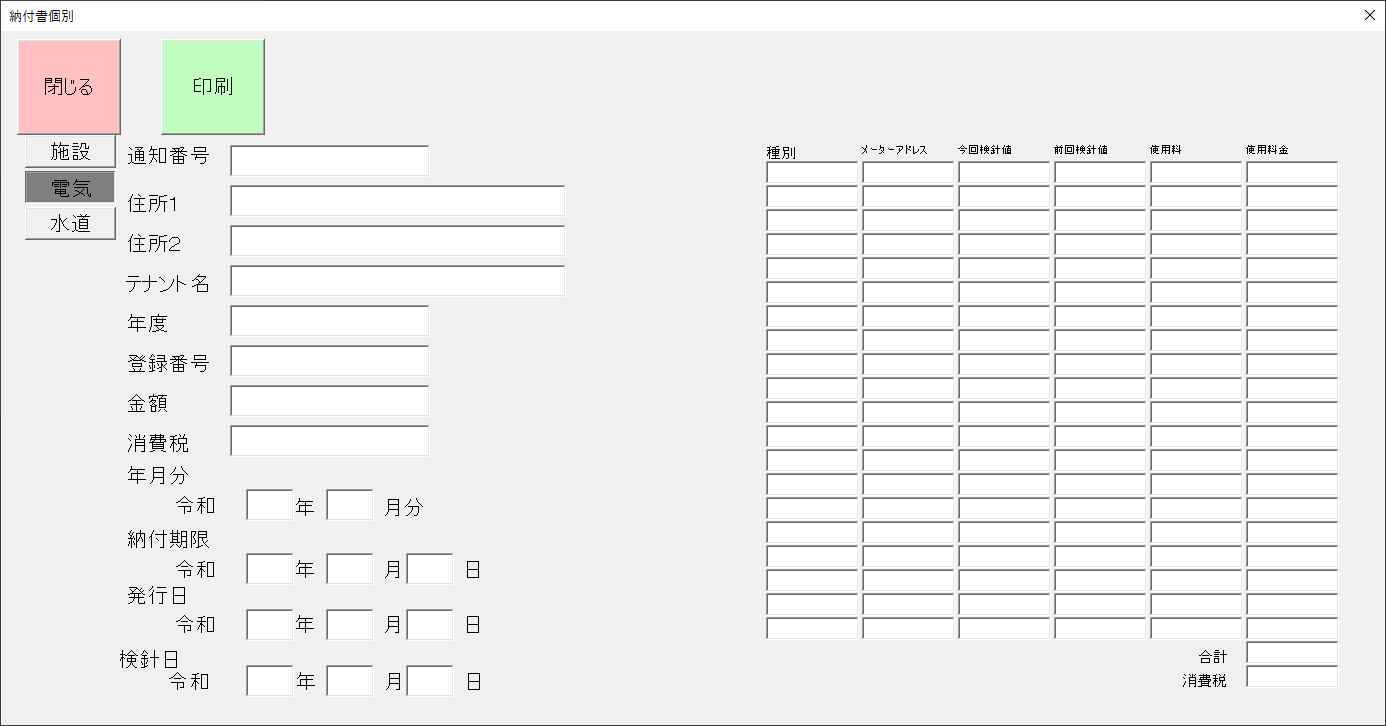 納付書個別
閉じる
印刷
施設
電気
水道
通知番号
住所1
住所2
テナント名
年度
登録番号
金額
消費税
年月分
令和 年 月分
納付期限
令和 年 月 日
発行日
令和 年 月 日
検針日
令和 年 月 日
種別 メーターアドレス 今回検針値 前回検針値 使用料 使用料金
合計
消費税